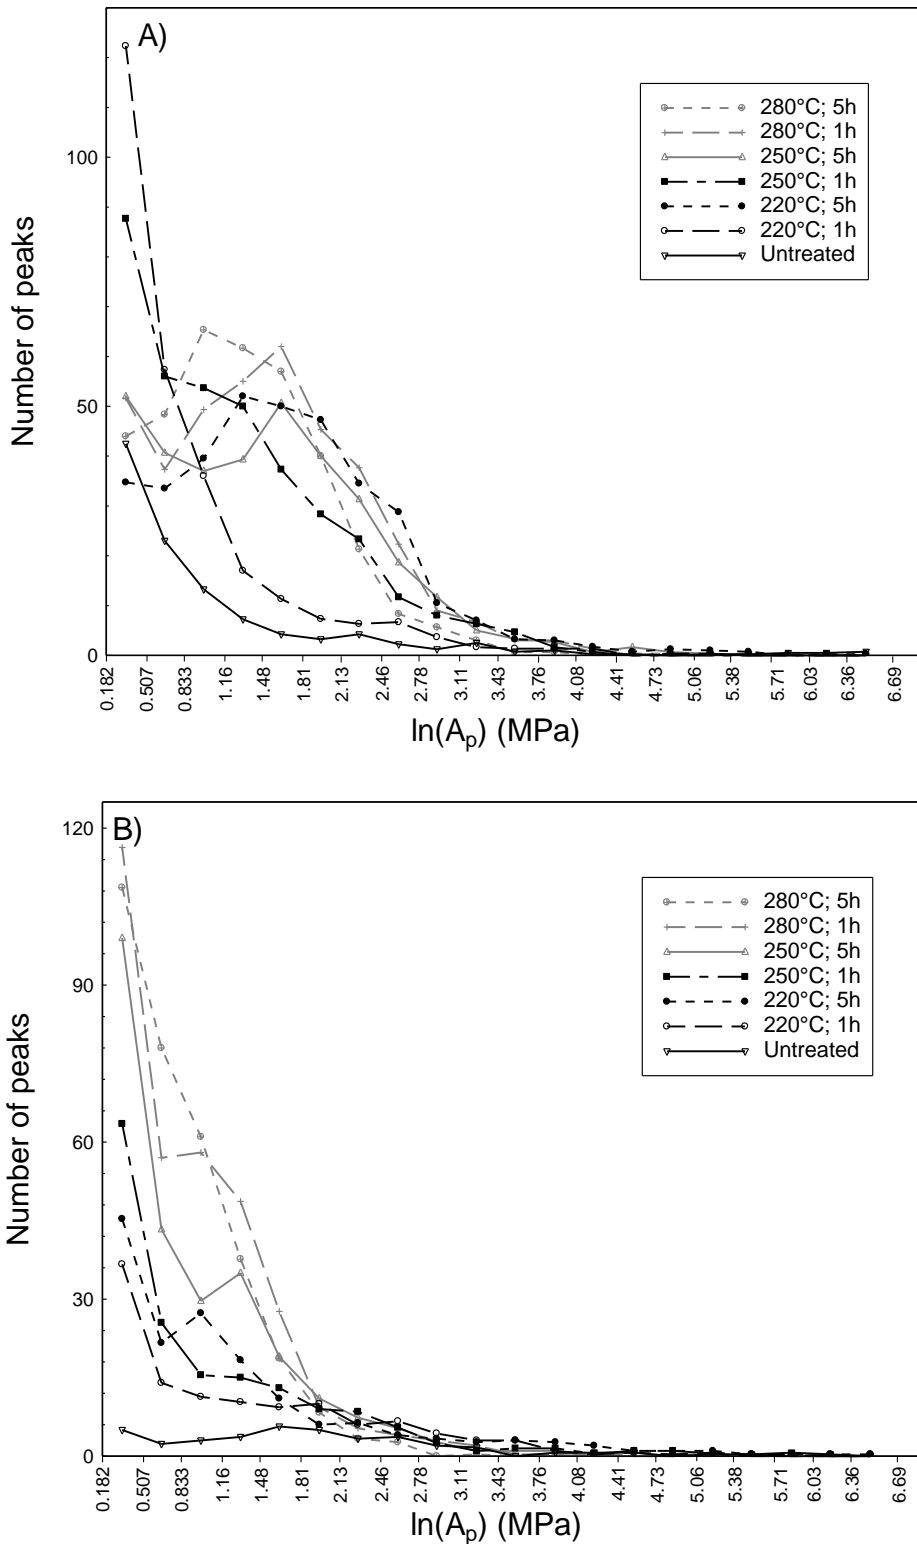 A)
280°C; 5h
280°C; 1h
250°C; 5h
250°C; 1h
220°C; 5h
220°C; 1h
Untreated
Number of peaks
100
50
0
0.182 0.507 0.833 1.16 1.48 1.81 2.13 2.46 2.78 3.11 3.43 3.76 4.08 4.41 4.73 5.06 5.38 5.71 6.03 6.36 6.69
ln(Ap) (MPa)
B)
280°C; 5h
280°C; 1h
250°C; 5h
250°C; 1h
220°C; 5h
220°C; 1h
Untreated
Number of peaks
120
90
60
30
0
0.182 0.507 0.833 1.16 1.48 1.81 2.13 2.46 2.78 3.11 3.43 3.76 4.08 4.41 4.73 5.06 5.38 5.71 6.03 6.36 6.69
ln(Ap) (MPa)